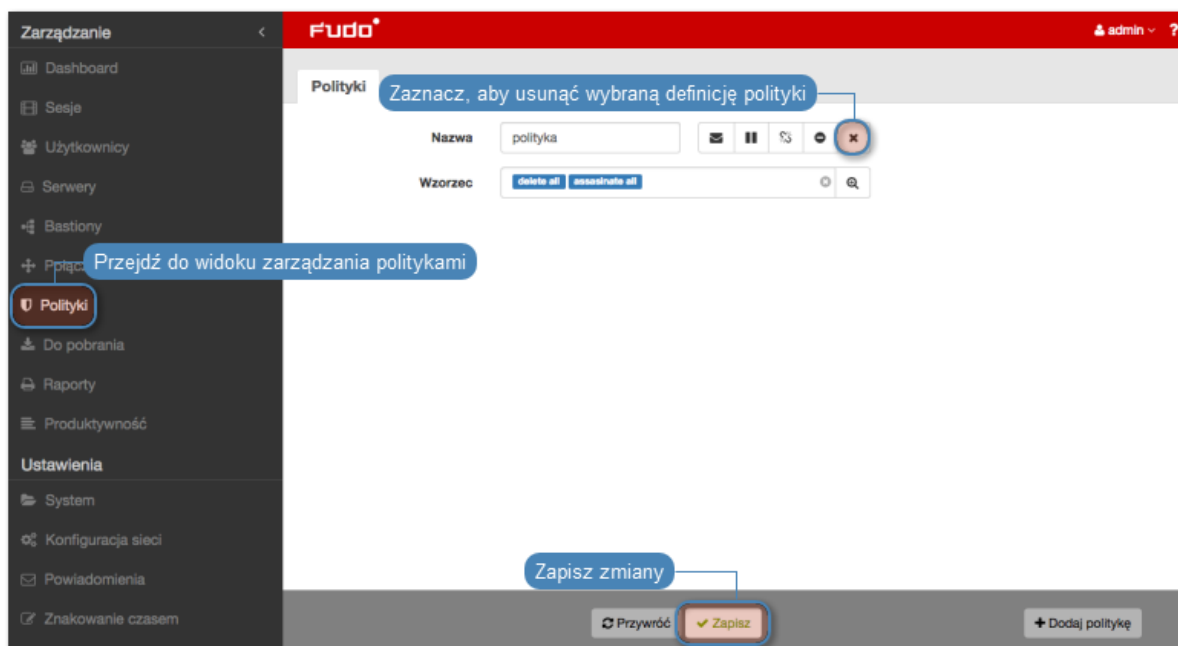 Zarządzanie
Fudo
admin
?
Dashboard
Sesje
Użytkownicy
Serwery
Bastiony
Polityki
Do pobrania
Raporty
Produktywność
Ustawienia
System
Konfiguracja sieci
Powiadomienia
Znakowanie czasem
Polityki
Zaznacz, aby usunąć wybraną definicję polityki
Nazwa
polityka
Wzorzec
delete all assasinate all
Przejdź do widoku zarządzania politykami
Zapisz zmiany
Przywróć
Zapisz
+ Dodaj politykę